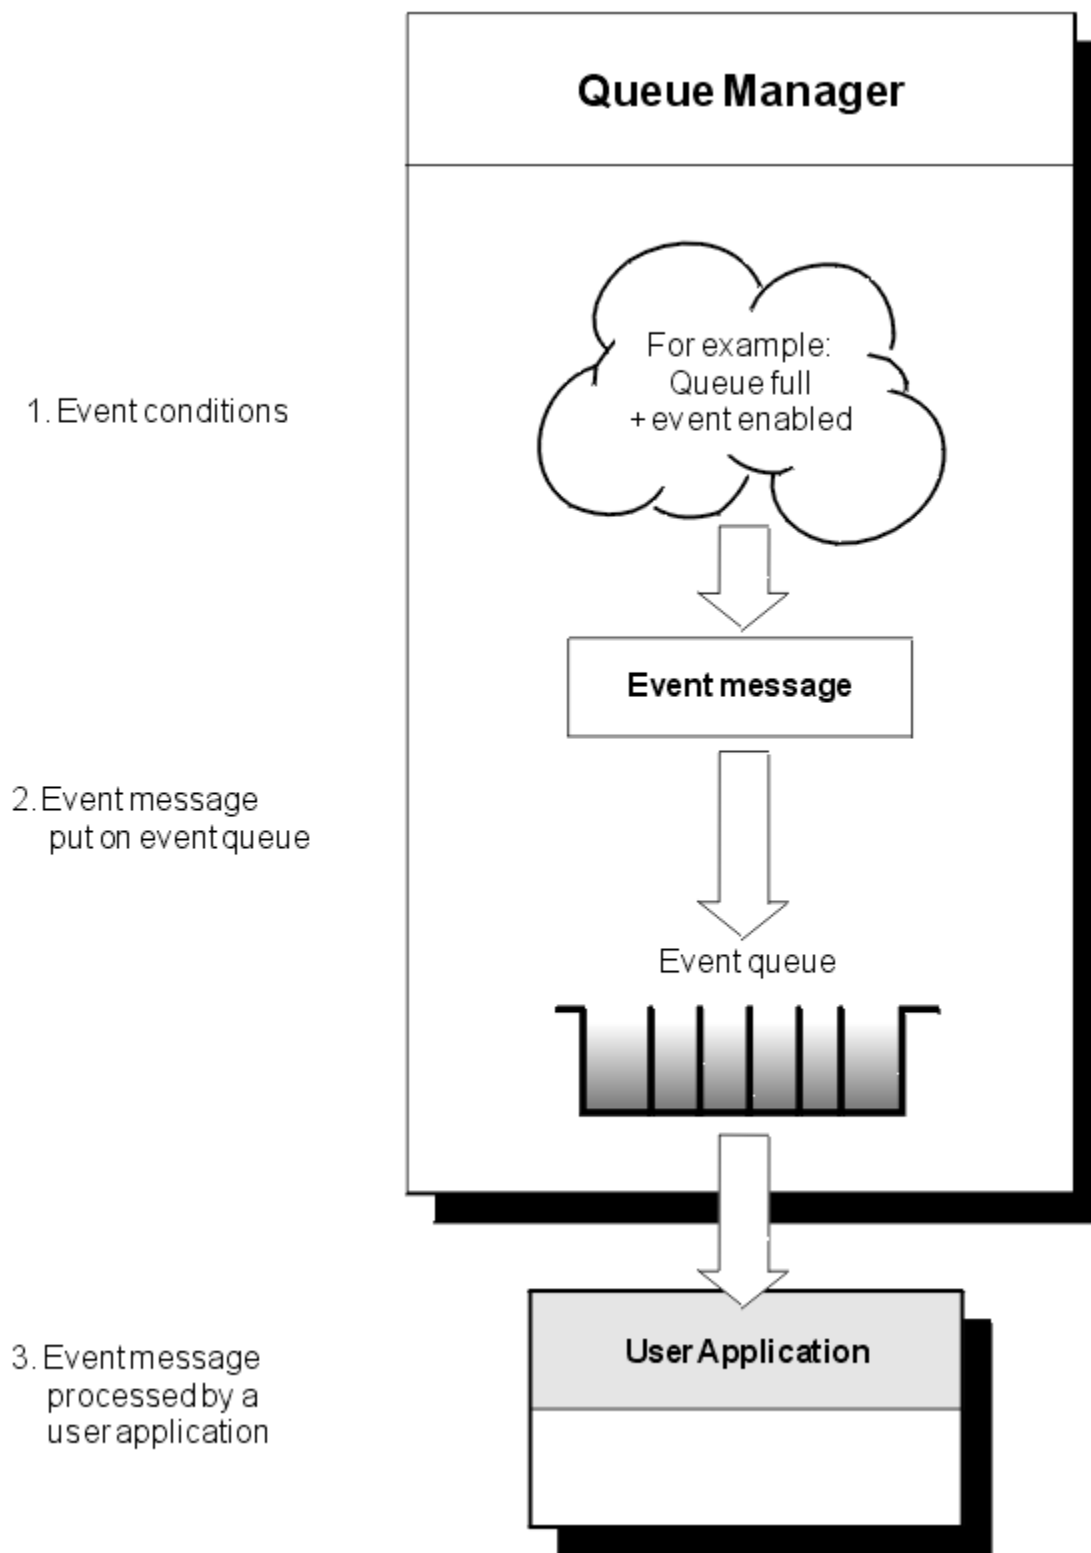 Queue Manager
For example:
Queue full
+ event enabled
1. Event conditions
Event message
2. Event message
put on event queue
Event queue
User Application
3. Event message
processed by a
user application